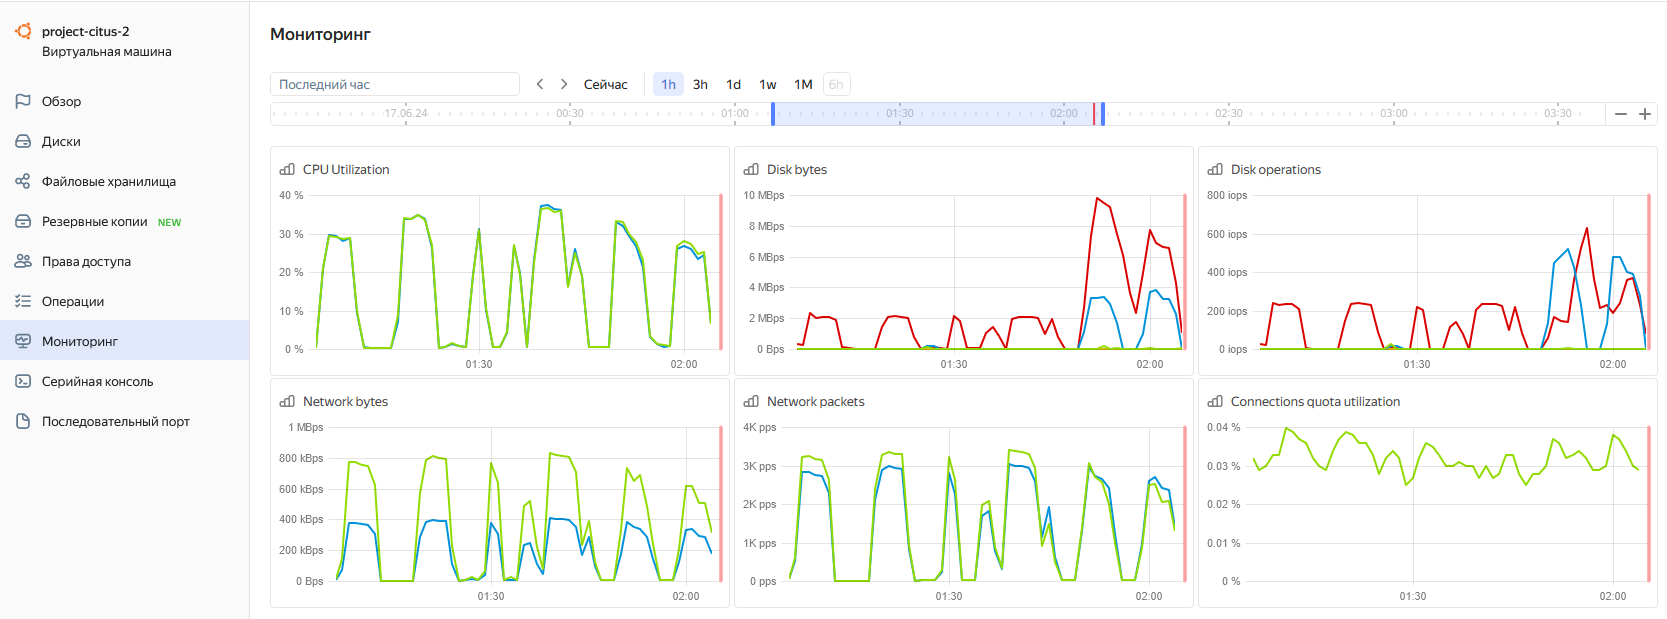 project-citus-2
Виртуальная машина
Обзор
Диски
Файловые хранилища
Резервные копии NEW
Права доступа
Операции
Мониторинг
Серийная консоль
Последовательный порт
Мониторинг
Последний час
Сейчас 1h 3h 1d 1w 1M 6h
17.06.24 00:30 01:00 01:30 02:00 02:30 03:00 03:30
CPU Utilization
40 %
30 %
20 %
10 %
0 %
01:30 02:00
Disk bytes
10 MBps
8 MBps
6 MBps
4 MBps
2 MBps
0 Bps
01:30 02:00
Disk operations
800 iops
600 iops
400 iops
200 iops
0 iops
01:30 02:00
Network bytes
1 MBps
800 kBps
600 kBps
400 kBps
200 kBps
0 Bps
01:30 02:00
Network packets
4K pps
3K pps
2K pps
1K pps
0 pps
01:30 02:00
Connections quota utilization
0.04 %
0.03 %
0.02 %
0.01 %
0 %
01:30 02:00